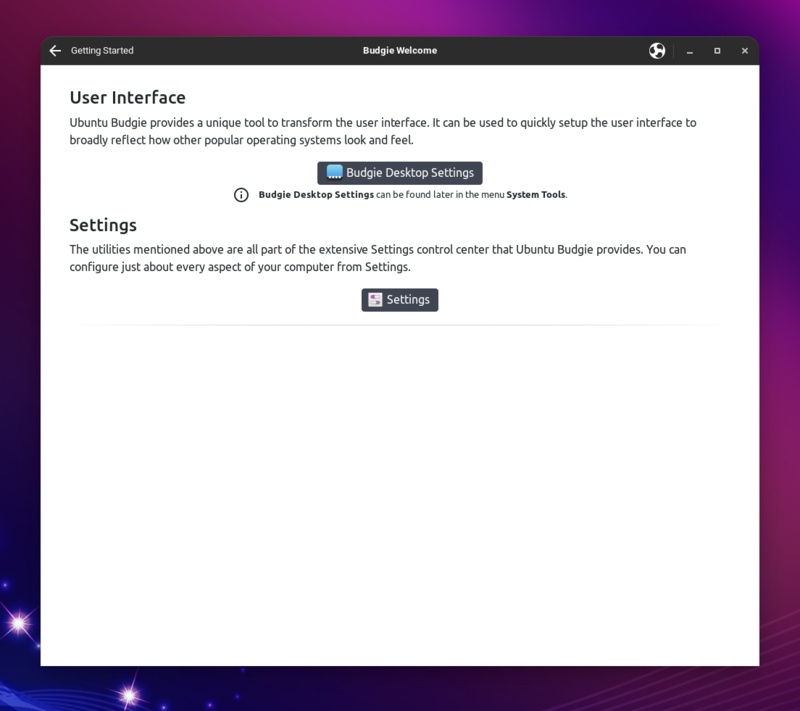 Getting Started
Budgie Welcome
User Interface
Ubuntu Budgie provides a unique tool to transform the user interface. It can be used to quickly setup the user interface to
broadly reflect how other popular operating systems look and feel.
Budgie Desktop Settings
Budgie Desktop Settings can be found later in the menu System Tools.
Settings
The utilities mentioned above are all part of the extensive Settings control center that Ubuntu Budgie provides. You can
configure just about every aspect of your computer from Settings.
Settings